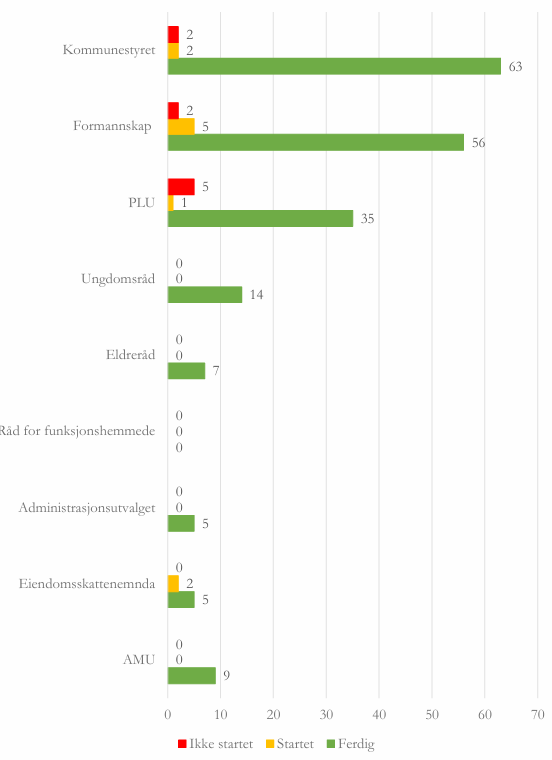 2
Kommunestyret
2
63
2
Formannskap
5
56
5
PLU
1
35
0
Ungdomsråd
0
14
0
Eldreråd
0
7
0
Råd for funksjonshemmede
0
0
0
Administrasjonsutvalget
0
5
0
Eiendomsskattenemnda
2
5
0
AMU
0
9
0 10 20 30 40 50 60 70
Ikke startet Startet Ferdig